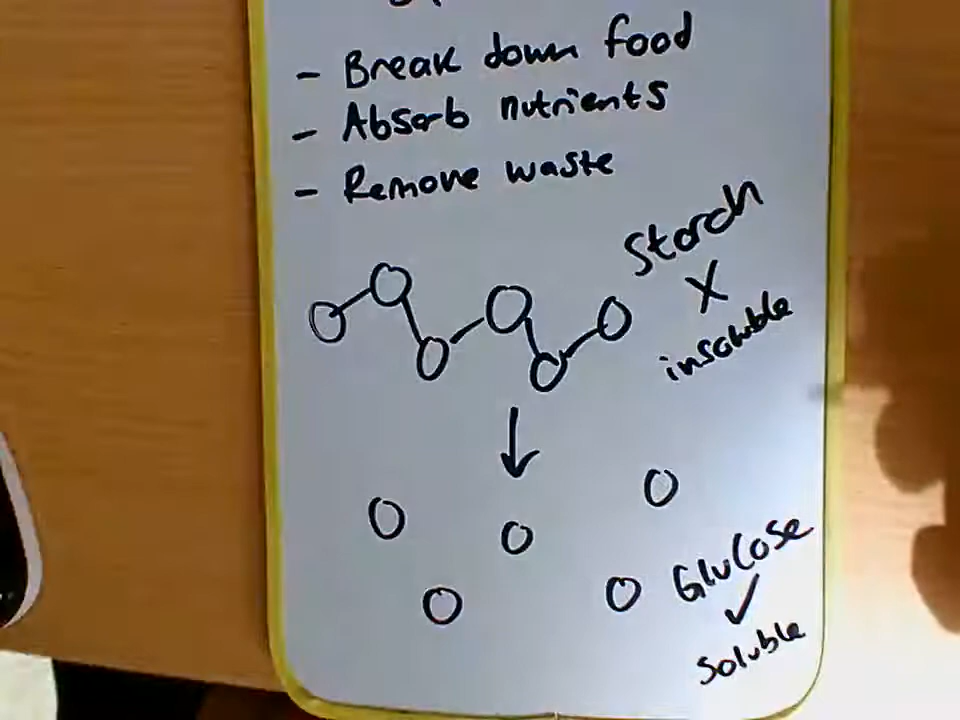 - Break down food
- Absorb nutrients
- Remove waste
Starch
X
insoluble
Glucose
✓
Soluble